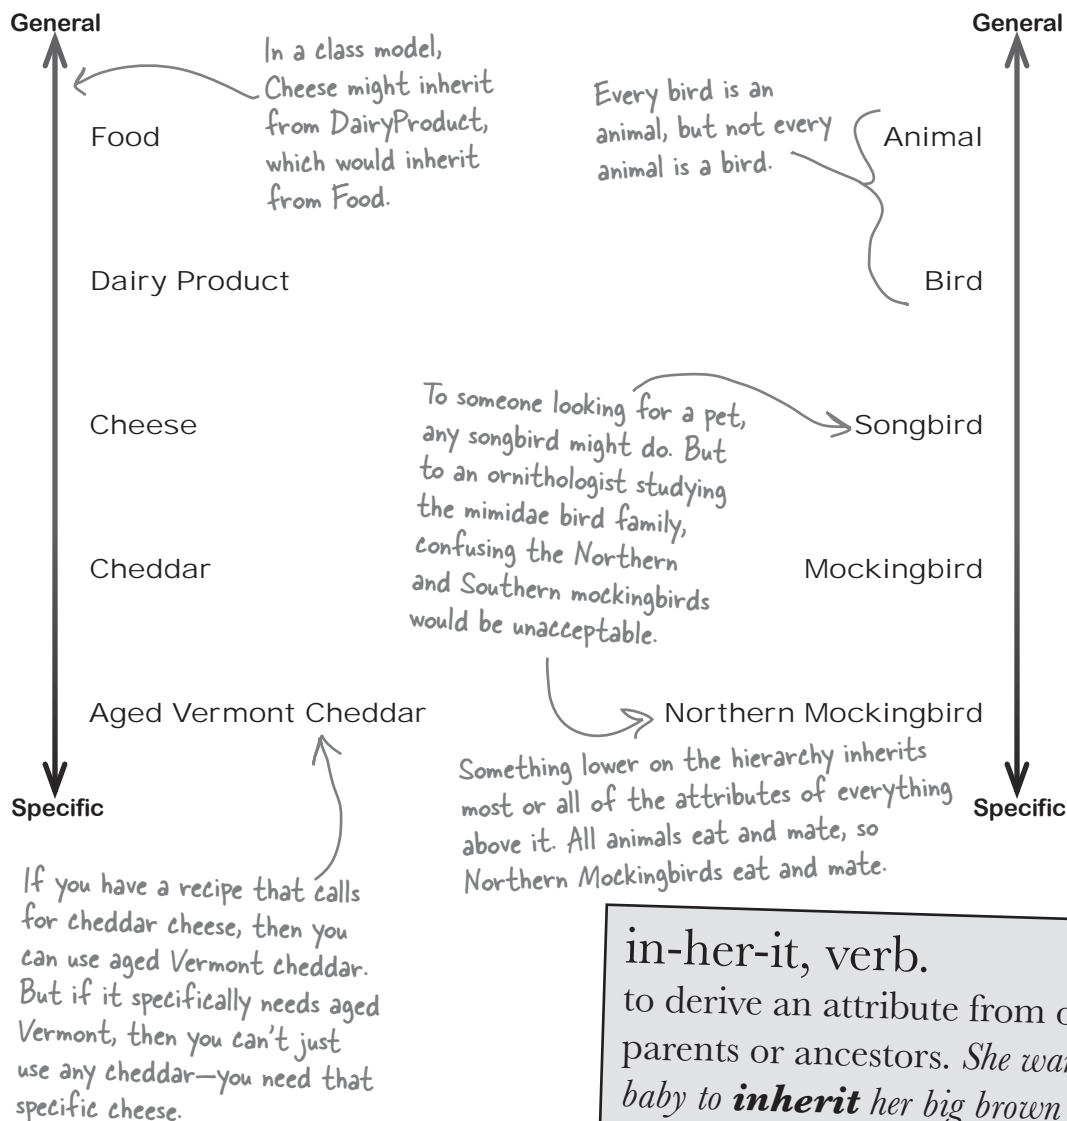 General
General
In a class model,
Cheese might inherit
from DairyProduct,
which would inherit
from Food.
Every bird is an
animal, but not every
animal is a bird.
Food
Animal
Dairy Product
Bird
To someone looking for a pet,
any songbird might do. But
to an ornithologist studying
the mimidae bird family,
confusing the Northern
and Southern mockingbirds
would be unacceptable.
Cheese
Songbird
Cheddar
Mockingbird
Aged Vermont Cheddar
Northern Mockingbird
Something lower on the hierarchy inherits
most or all of the attributes of everything
above it. All animals eat and mate, so
Northern Mockingbirds eat and mate.
Specific
Specific
If you have a recipe that calls
for cheddar cheese, then you
can use aged Vermont cheddar.
But if it specifically needs aged
Vermont, then you can't just
use any cheddar—you need that
specific cheese.
in-her-it, verb.
to derive an attribute from
parents or ancestors. She
baby to inherit her big brown